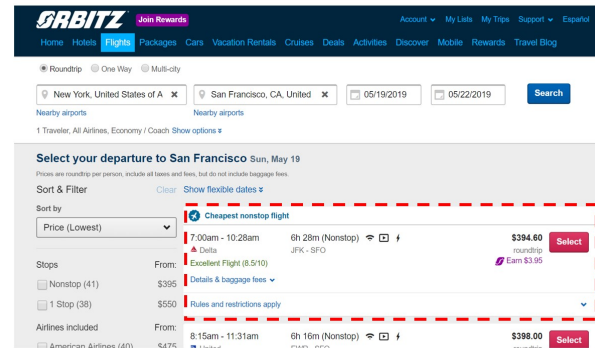 ORBITZ Join Rewards Account My Lists My Trips Support Español
Home Hotels Flights Packages Cars Vacation Rentals Cruises Deals Activities Discover Mobile Rewards Travel Blog
Roundtrip One Way Multi-city
New York, United States of A × San Francisco, CA, United × 05/19/2019 05/22/2019 Search
Nearby airports Nearby airports
1 Traveler, All Airlines, Economy / Coach Show options
Select your departure to San Francisco Sun, May 19
Prices are roundtrip per person, include all taxes and fees, but do not include baggage fees.
Sort & Filter Clear Show flexible dates
Sort by
Cheapest nonstop flight
Price (Lowest)
7:00am - 10:28am 6h 28m (Nonstop) $394.60 Select
Delta JFK - SFO roundtrip
Excellent Flight (8.5/10) Earn $3.95
Stops From:
Details & baggage fees
Nonstop (41) $395
1 Stop (38) $550
Rules and restrictions apply
Airlines included From:
8:15am - 11:31am 6h 16m (Nonstop) $398.00 Select
American Airlines (40) $475
United EWR - SFO roundtrip